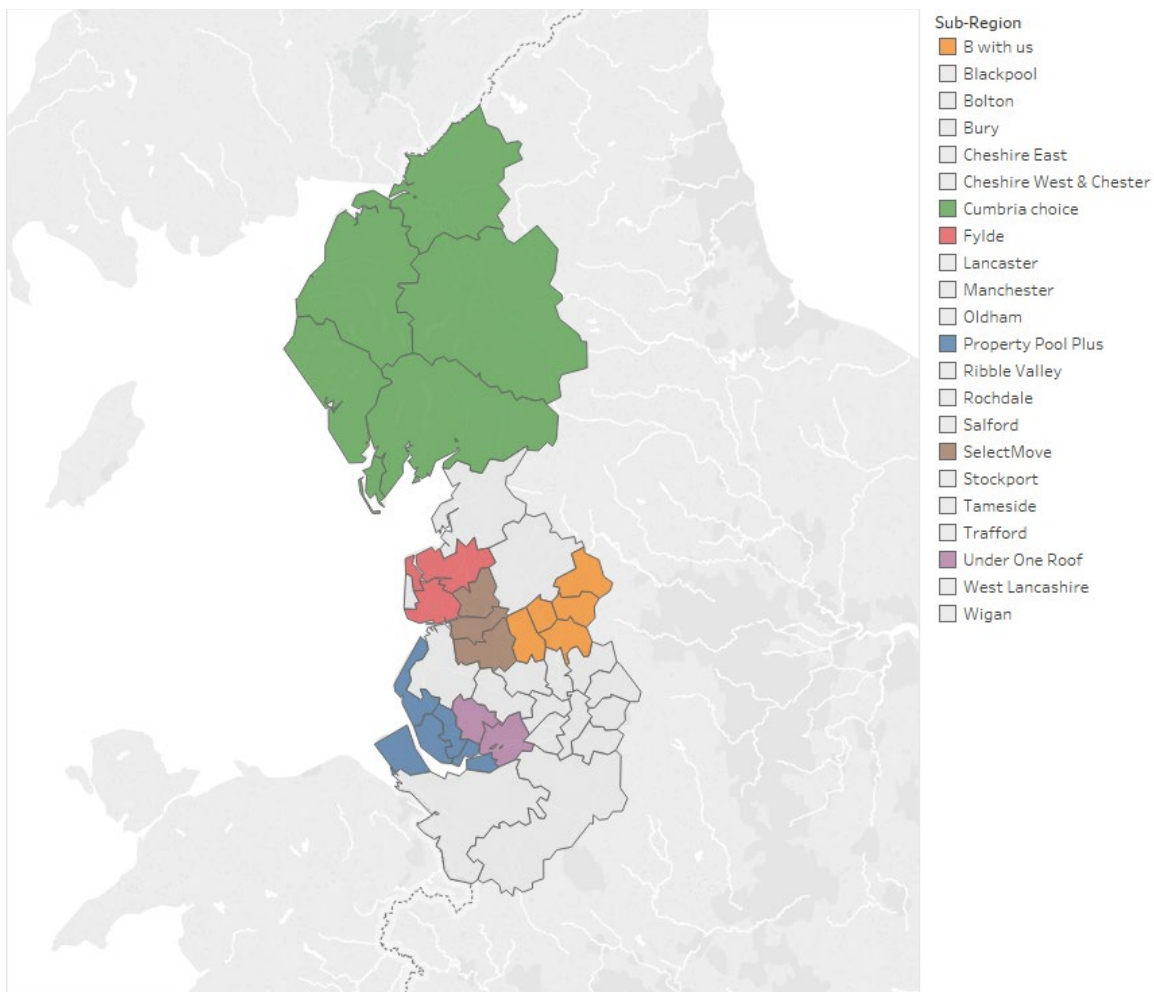 Sub-Region
B with us
Blackpool
Bolton
Bury
Cheshire East
Cheshire West & Chester
Cumbria choice
Fylde
Lancaster
Manchester
Oldham
Property Pool Plus
Ribble Valley
Rochdale
Salford
SelectMove
Stockport
Tameside
Trafford
Under One Roof
West Lancashire
Wigan